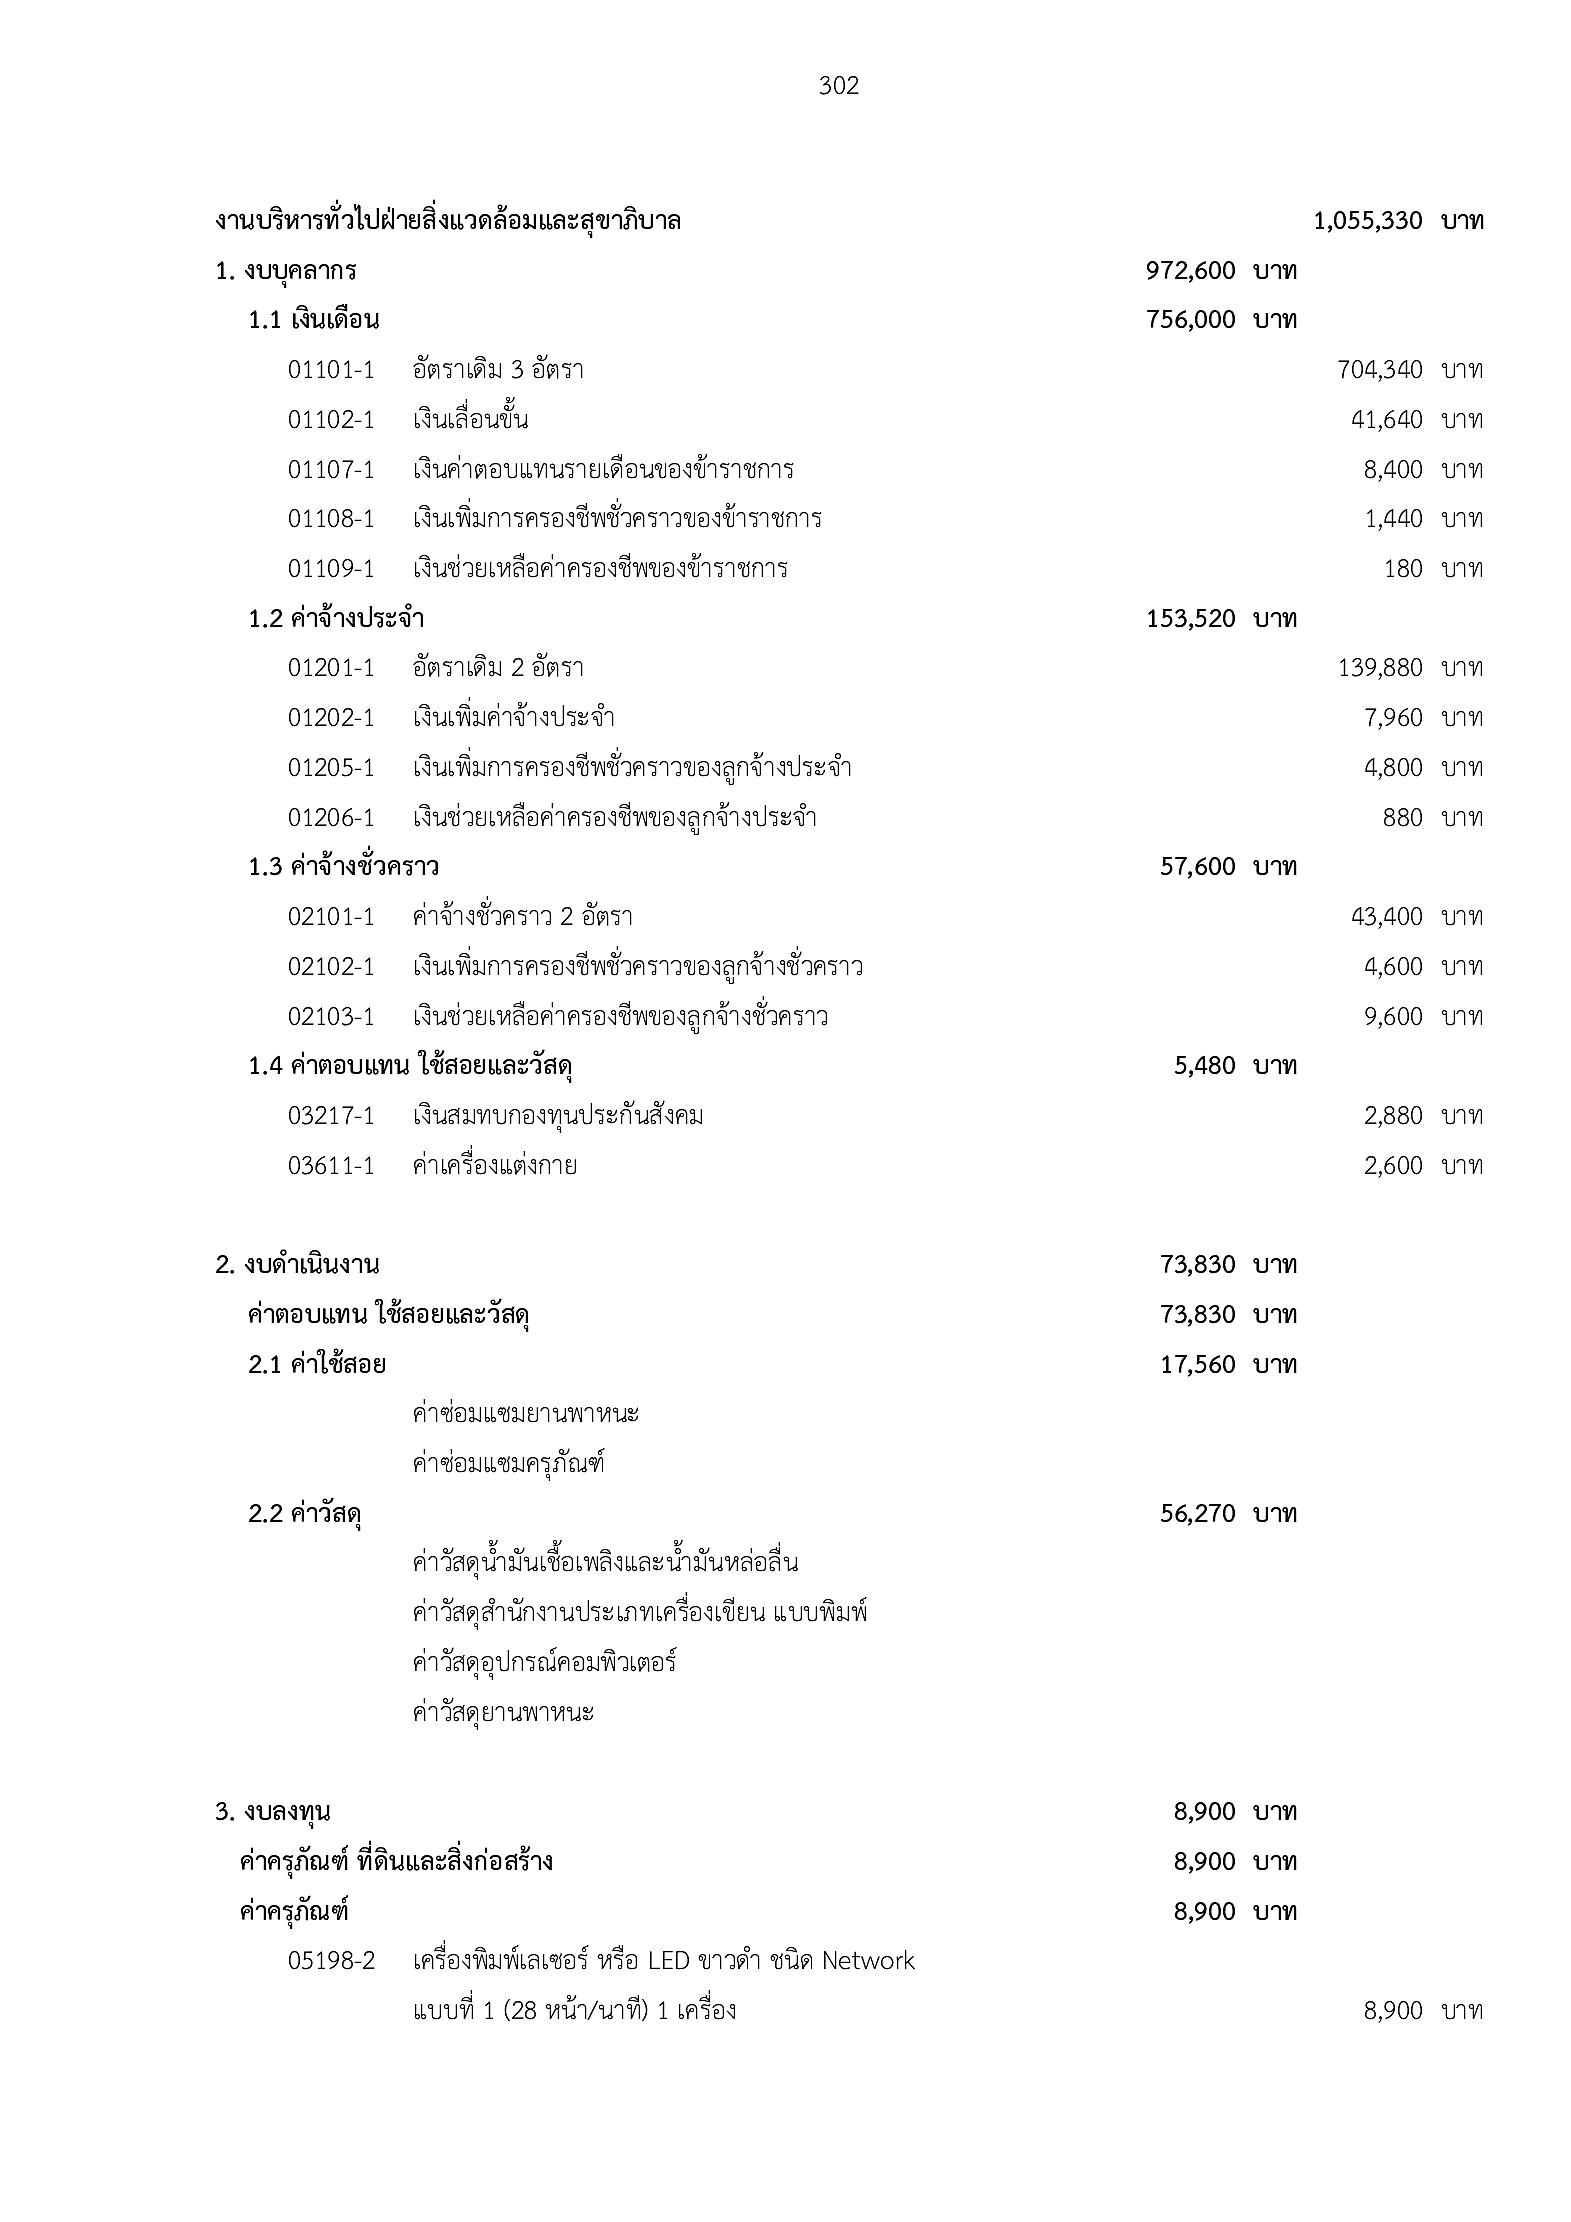 302
งานบริหารทั่วไปฝ่ายสิ่งแวดล้อมและสุขาภิบาล 1,055,330 บาท
1. งบบุคลากร 972,600 บาท
1.1 เงินเดือน 756,000 บาท
01101-1 อัตราเดิม 3 อัตรา 704,340 บาท
01102-1 เงินเลื่อนขั้น 41,640 บาท
01107-1 เงินค่าตอบแทนรายเดือนของข้าราชการ 8,400 บาท
01108-1 เงินเพิ่มการครองชีพชั่วคราวของข้าราชการ 1,440 บาท
01109-1 เงินช่วยเหลือค่าครองชีพของข้าราชการ 180 บาท
1.2 ค่าจ้างประจำ 153,520 บาท
01201-1 อัตราเดิม 2 อัตรา 139,880 บาท
01202-1 เงินเพิ่มค่าจ้างประจำ 7,960 บาท
01205-1 เงินเพิ่มการครองชีพชั่วคราวของลูกจ้างประจำ 4,800 บาท
01206-1 เงินช่วยเหลือค่าครองชีพของลูกจ้างประจำ 880 บาท
1.3 ค่าจ้างชั่วคราว 57,600 บาท
02101-1 ค่าจ้างชั่วคราว 2 อัตรา 43,400 บาท
02102-1 เงินเพิ่มการครองชีพชั่วคราวของลูกจ้างชั่วคราว 4,600 บาท
02103-1 เงินช่วยเหลือค่าครองชีพของลูกจ้างชั่วคราว 9,600 บาท
1.4 ค่าตอบแทน ใช้สอยและวัสดุ 5,480 บาท
03217-1 เงินสมทบกองทุนประกันสังคม 2,880 บาท
03611-1 ค่าเครื่องแต่งกาย 2,600 บาท
2. งบดำเนินงาน 73,830 บาท
ค่าตอบแทน ใช้สอยและวัสดุ 73,830 บาท
2.1 ค่าใช้สอย 17,560 บาท
ค่าซ่อมแซมยานพาหนะ
ค่าซ่อมแซมครุภัณฑ์
2.2 ค่าวัสดุ 56,270 บาท
ค่าวัสดุน้ำมันเชื้อเพลิงและน้ำมันหล่อลื่น
ค่าวัสดุสำนักงานประเภทเครื่องเขียน แบบพิมพ์
ค่าวัสดุอุปกรณ์คอมพิวเตอร์
ค่าวัสดุยานพาหนะ
3. งบลงทุน 8,900 บาท
ค่าครุภัณฑ์ ที่ดินและสิ่งก่อสร้าง 8,900 บาท
ค่าครุภัณฑ์ 8,900 บาท
05198-2 เครื่องพิมพ์เลเซอร์ หรือ LED ขาวดำ ชนิด Network
แบบที่ 1 (28 หน้า/นาที) 1 เครื่อง 8,900 บาท